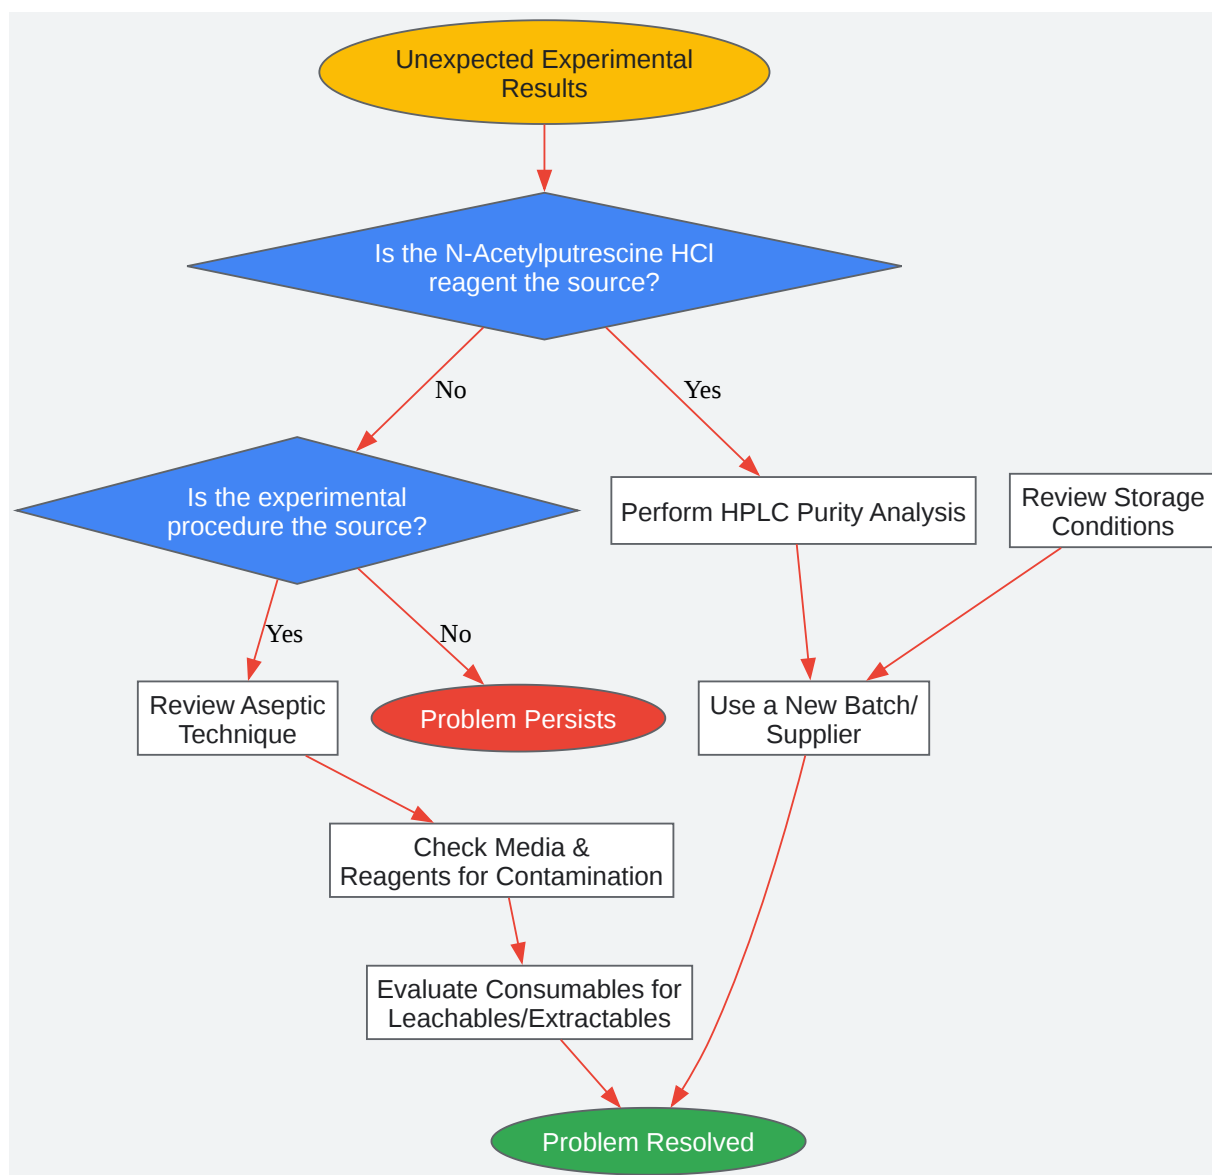 Unexpected Experimental
Results
Is the N-Acetylputrescine HCl
reagent the source?
No
Yes
Is the experimental
procedure the source?
Perform HPLC Purity Analysis
Review Storage
Conditions
Yes
No
Review Aseptic
Technique
Problem Persists
Use a New Batch/
Supplier
Check Media &
Reagents for Contamination
Evaluate Consumables for
Leachables/Extractables
Problem Resolved